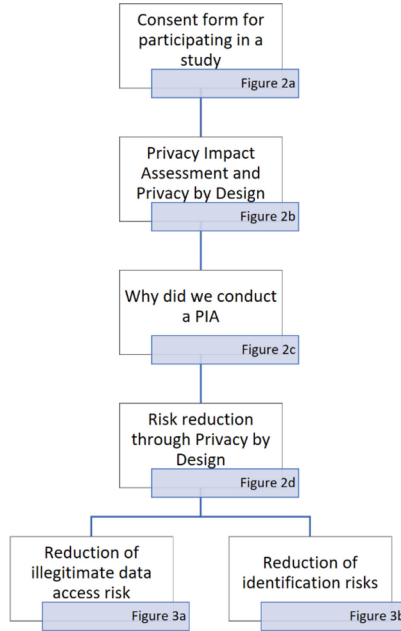 Consent form for
participating in a
study
Figure 2a
Privacy Impact
Assessment and
Privacy by Design
Figure 2b
Why did we conduct
a PIA
Figure 2c
Risk reduction
through Privacy by
Design
Figure 2d
Reduction of
illegitimate data
access risk
Figure 3a
Reduction of
identification risks
Figure 3b